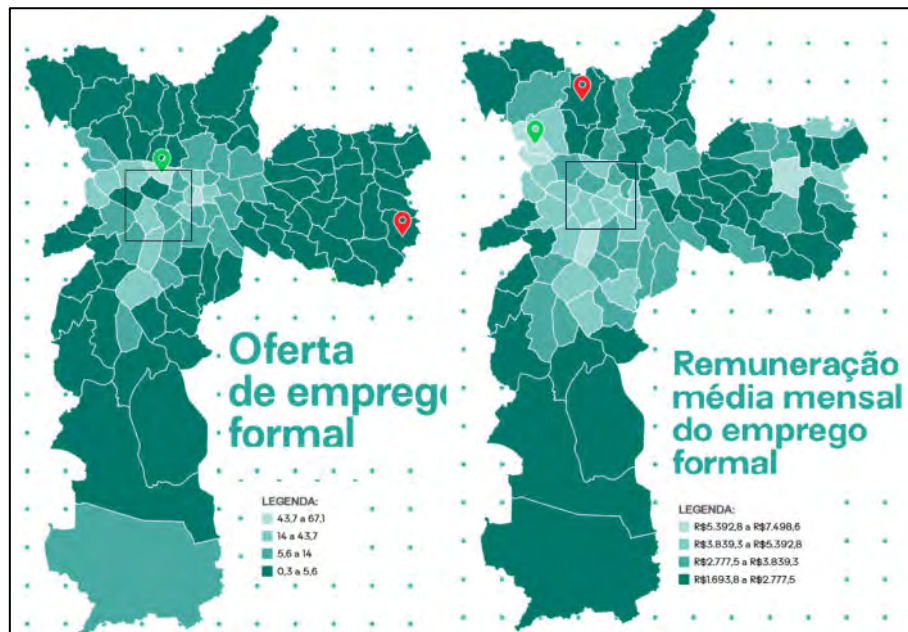 Oferta
de emprego
formal
LEGENDA:
43,7 a 67,1
14 a 43,7
5,6 a 14
0,3 a 5,6
Remuneração
média mensal
do emprego
formal
LEGENDA:
R$5.392,8 a R$7.498,6
R$3.839,3 a R$5.392,8
R$2.777,5 a R$3.839,3
R$1.693,8 a R$2.777,5